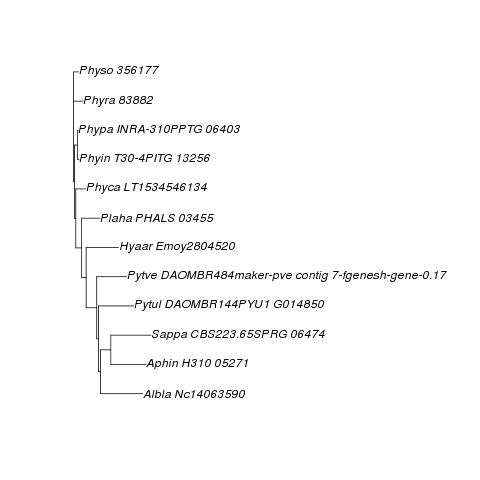 Physo 356177
Phyra 83882
Phypa INRA-310PPTG 06403
Phyin T30-4PITG 13256
Phyca LT1534546134
Plaha PHALS 03455
Hyaar Emoy2804520
Pytve DAOMBR484maker-pve contig 7-fgenesh-gene-0.17
Pytul DAOMBR144PYU1 G014850
Sappa CBS223.65SPRG 06474
Aphin H310 05271
Albla Nc14063590